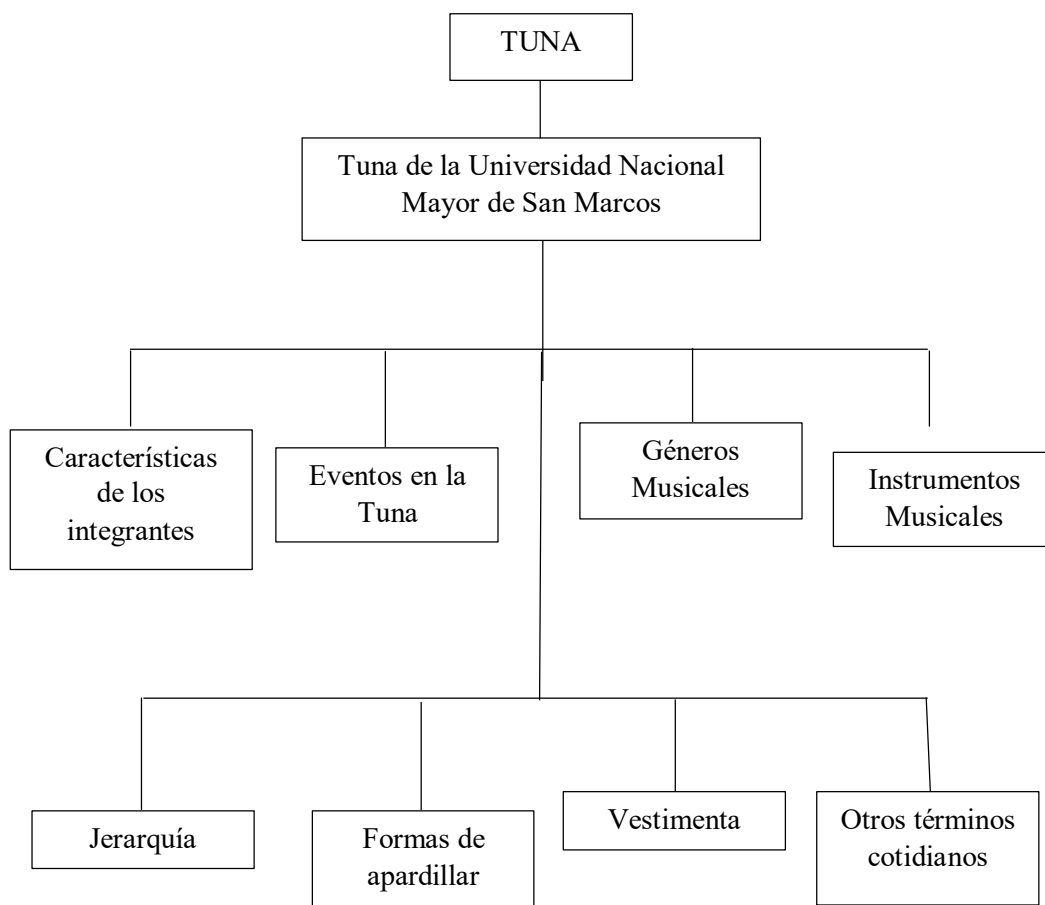 TUNA
Tuna de la Universidad Nacional
Mayor de San Marcos
Características
de los
integrantes
Eventos en la
Tuna
Géneros
Musicales
Instrumentos
Musicales
Jerarquía
Formas de
apardillar
Vestimenta
Otros términos
cotidianos